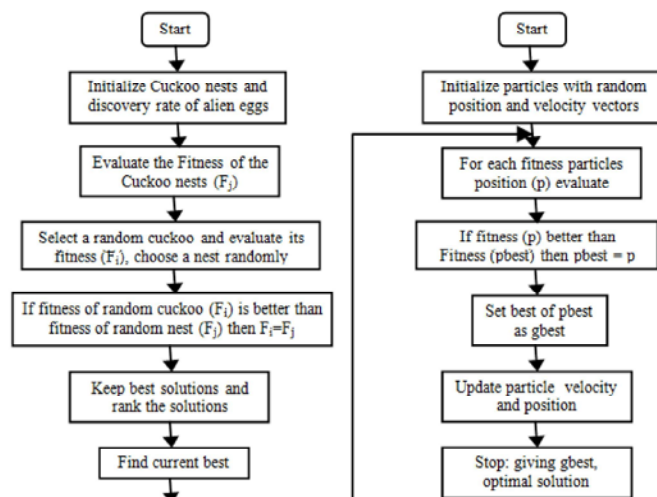 Start
Initialize Cuckoo nests and
discovery rate of alien eggs
Evaluate the Fitness of the
Cuckoo nests (Fj)
Select a random cuckoo and evaluate its
fitness (Fi), choose a nest randomly
If fitness of random cuckoo (Fi) is better than
fitness of random nest (Fj) then Fi=Fj
Keep best solutions and
rank the solutions
Find current best
Start
Initialize particles with random
position and velocity vectors
For each fitness particles
position (p) evaluate
If fitness (p) better than
Fitness (pbest) then pbest = p
Set best of pbest
as gbest
Update particle velocity
and position
Stop: giving gbest,
optimal solution